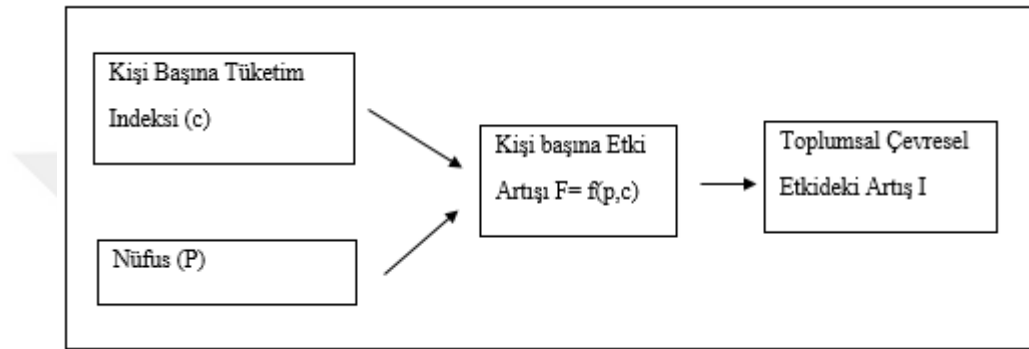 Kişi Başına Tüketim
Indeksi (c)
Nüfus (P)
Kişi başına Etki
Artışı F= f(p,c)
Toplumsal Çevresel
Etkideki Artış I